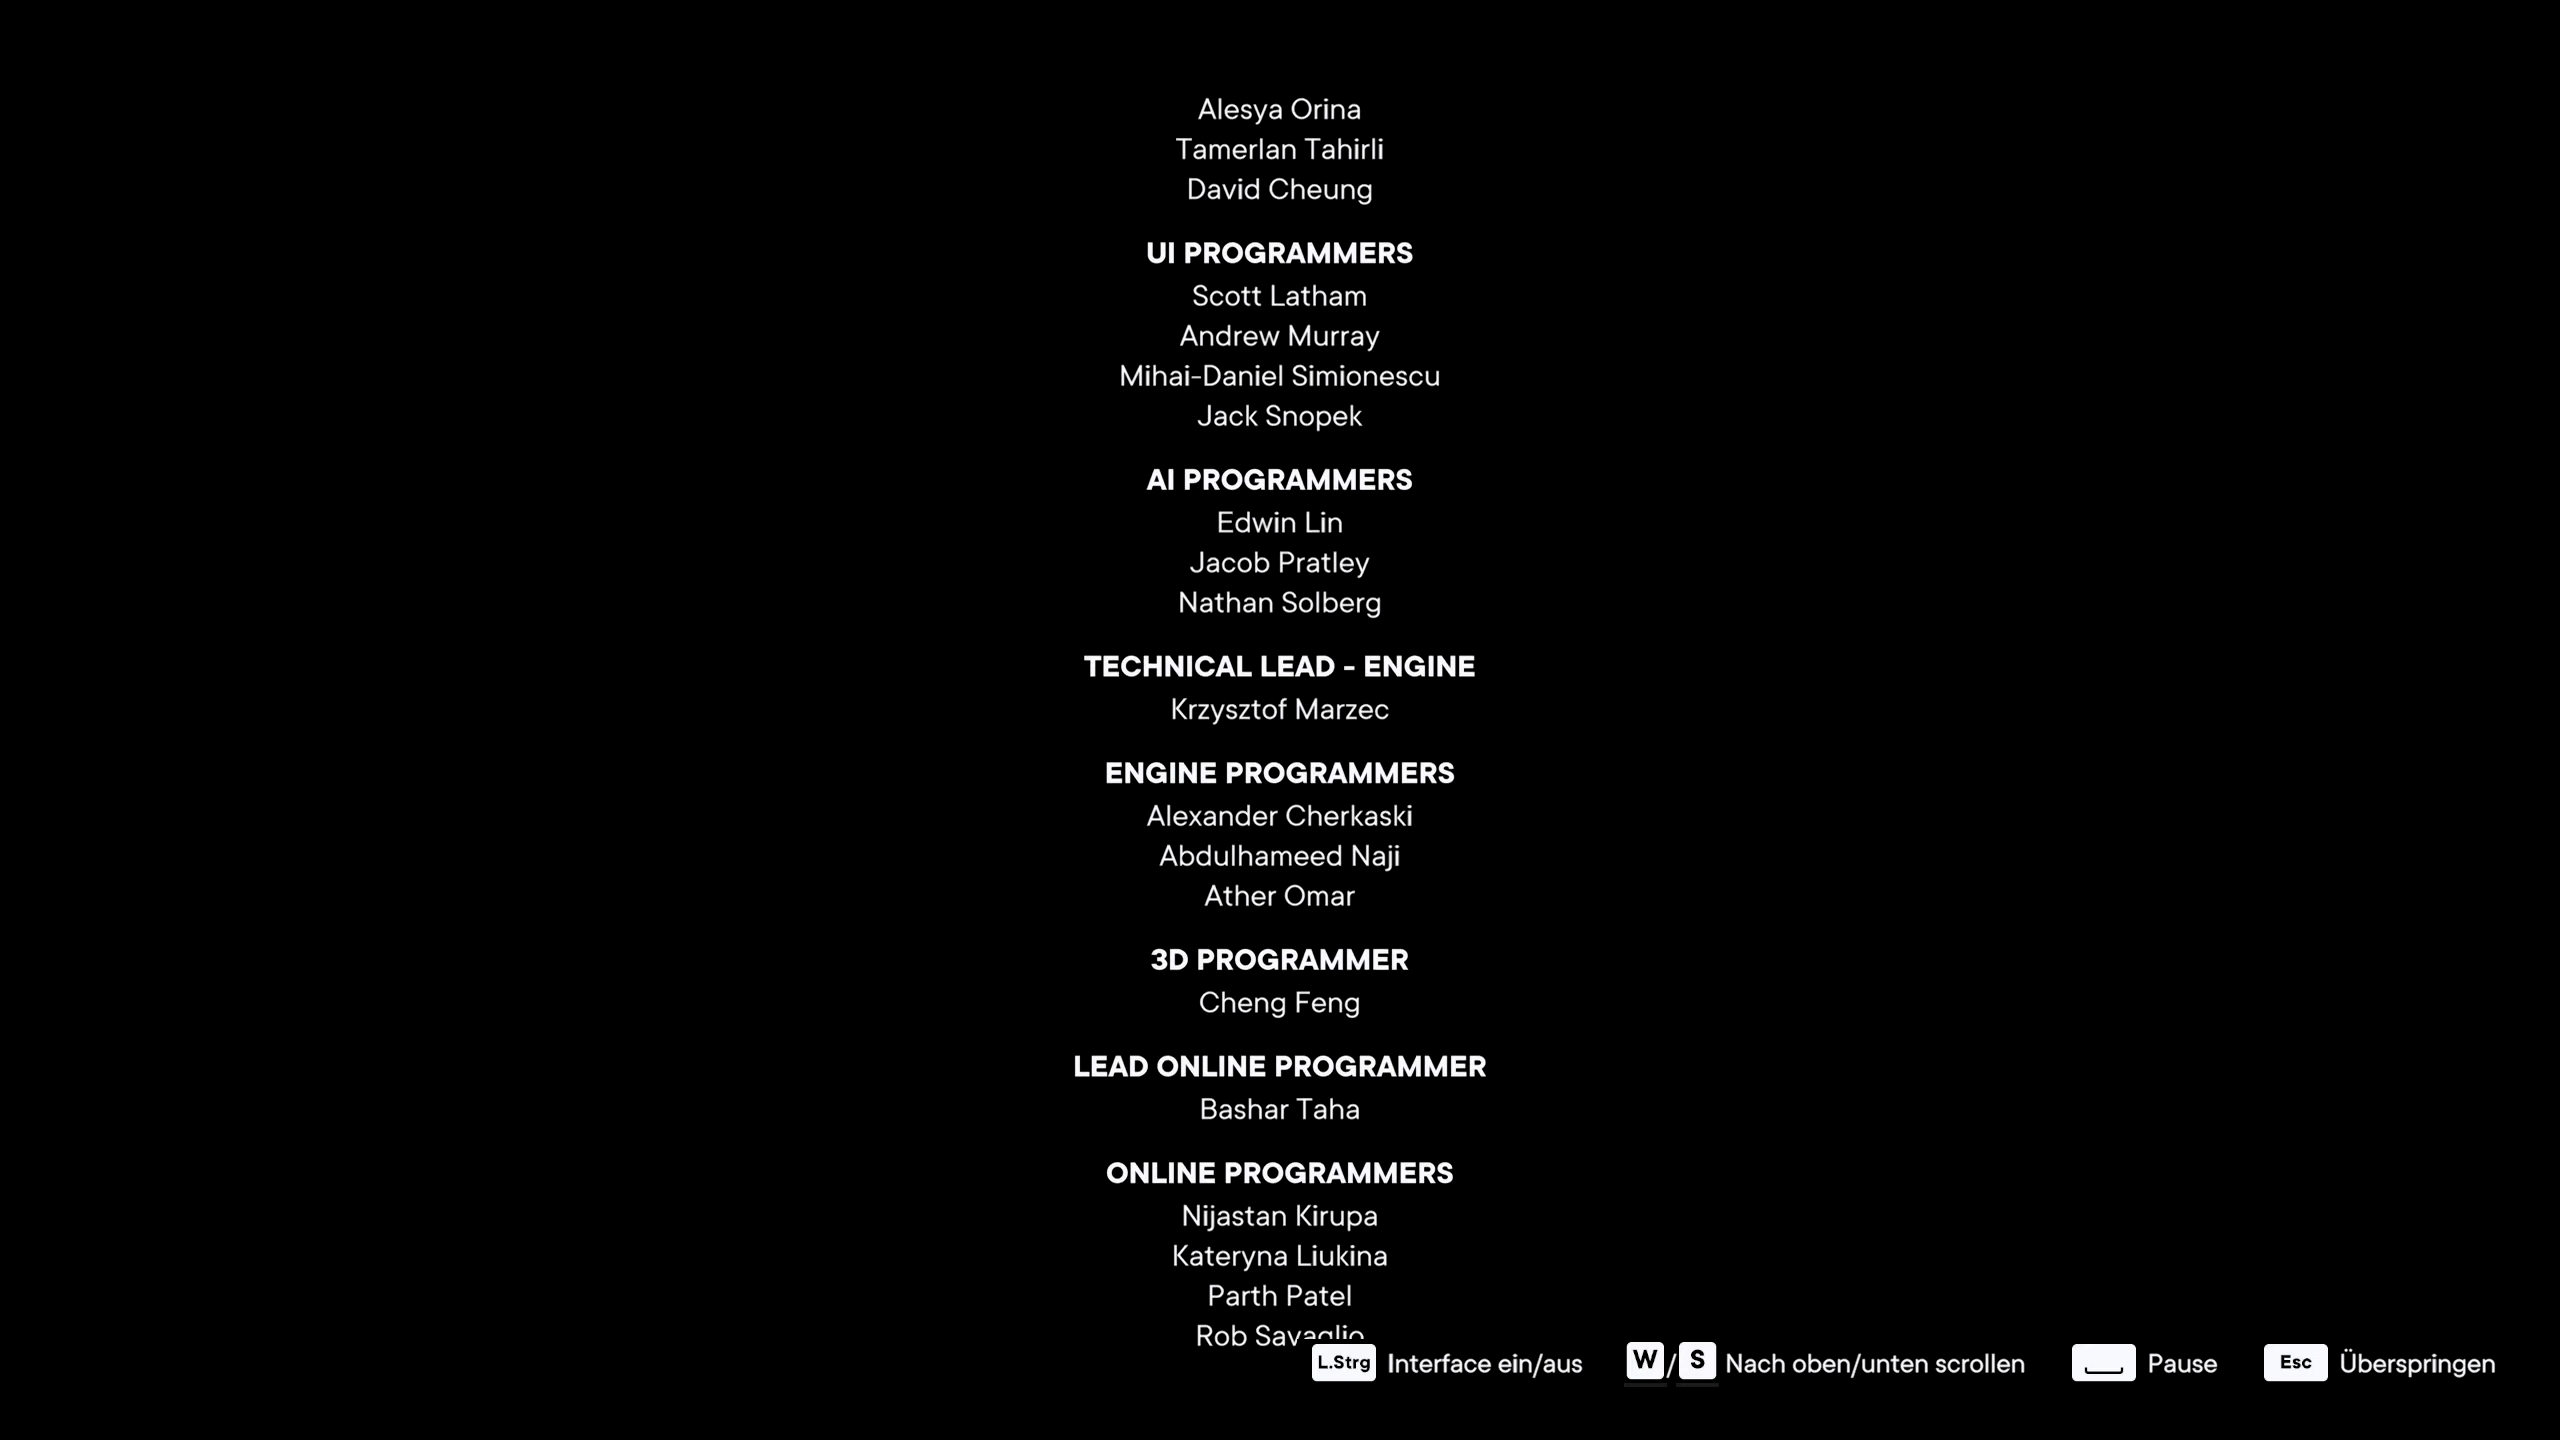 Alesya Orina
Tamerlan Tahirli
David Cheung
UI PROGRAMMERS
Scott Latham
Andrew Murray
Mihai-Daniel Simionescu
Jack Snopek
AI PROGRAMMERS
Edwin Lin
Jacob Pratley
Nathan Solberg
TECHNICAL LEAD - ENGINE
Krzysztof Marzec
ENGINE PROGRAMMERS
Alexander Cherkaski
Abdulhameed Naji
Ather Omar
3D PROGRAMMER
Cheng Feng
LEAD ONLINE PROGRAMMER
Bashar Taha
ONLINE PROGRAMMERS
Nijastan Kirupa
Kateryna Liukina
Parth Patel
Rob Savaglio
L.Strg Interface ein/aus W/S Nach oben/unten scrollen Pause Esc Überspringen